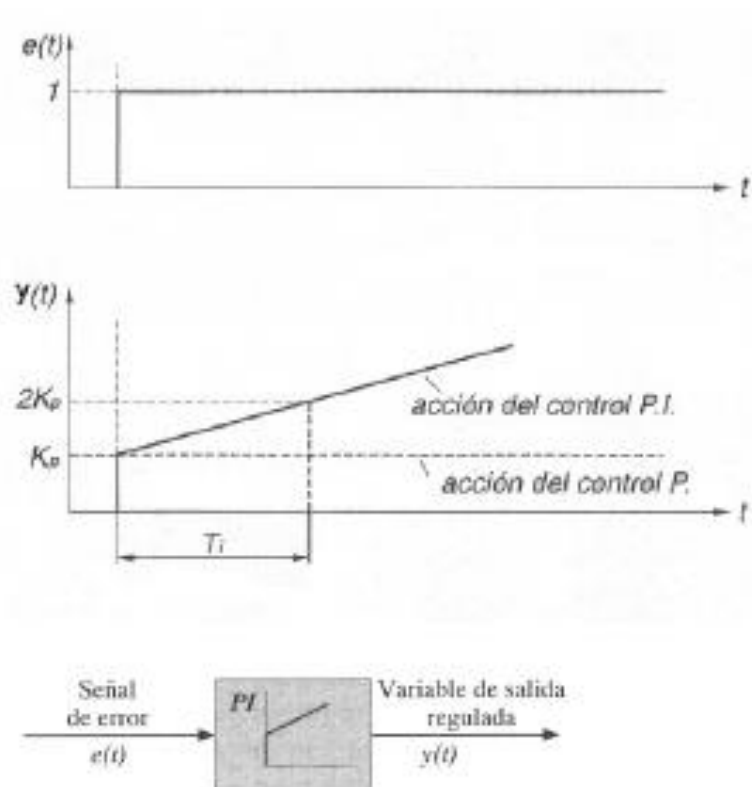 e(t)
1
t
y(t)
2Kₚ
acción del control P.I.
Kₚ
acción del control P.
t
Tᵢ
Señal
de error
e(t)
PI
Variable de salida
regulada
y(t)